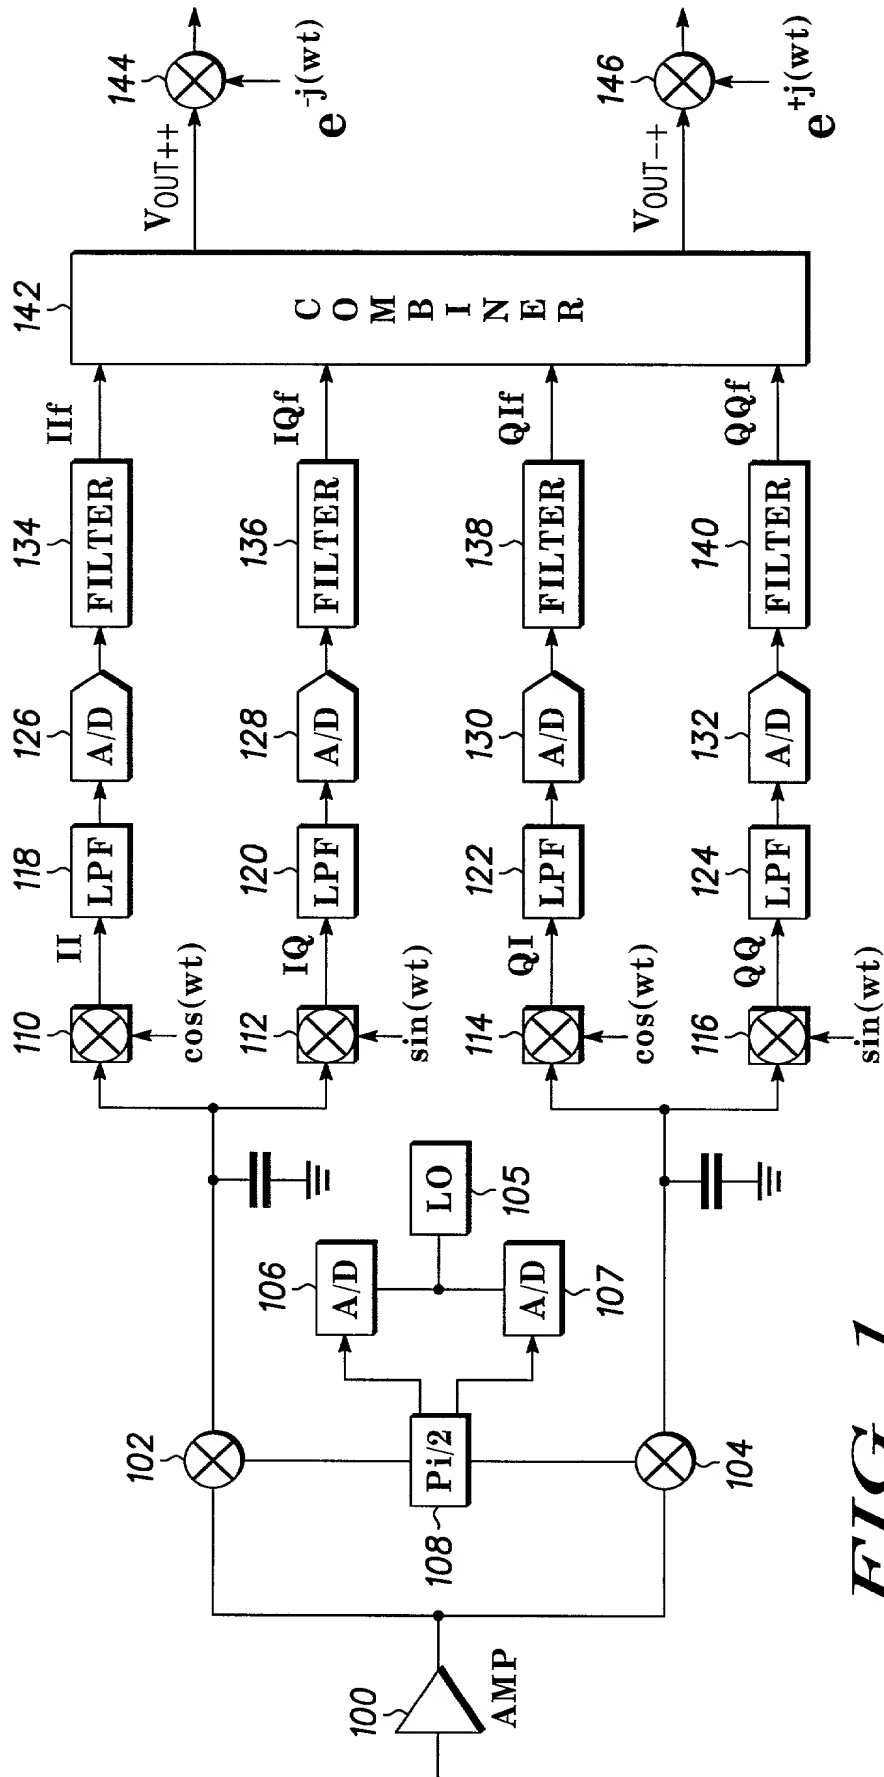 100
AMP
102
104
108
Pi/2
106
A/D
A/D
107
LO
105
110
cos(wt)
II
118
LPF
126
A/D
134
FILTER
IIf
112
sin(wt)
IQ
120
LPF
128
A/D
136
FILTER
IQf
114
cos(wt)
QI
122
LPF
130
A/D
138
FILTER
QIf
116
sin(wt)
QQ
124
LPF
132
A/D
140
FILTER
QQf
142
COMBINER
VOUT++
144
e-j(wt)
VOUT-+
146
e+j(wt)
FIG. 1